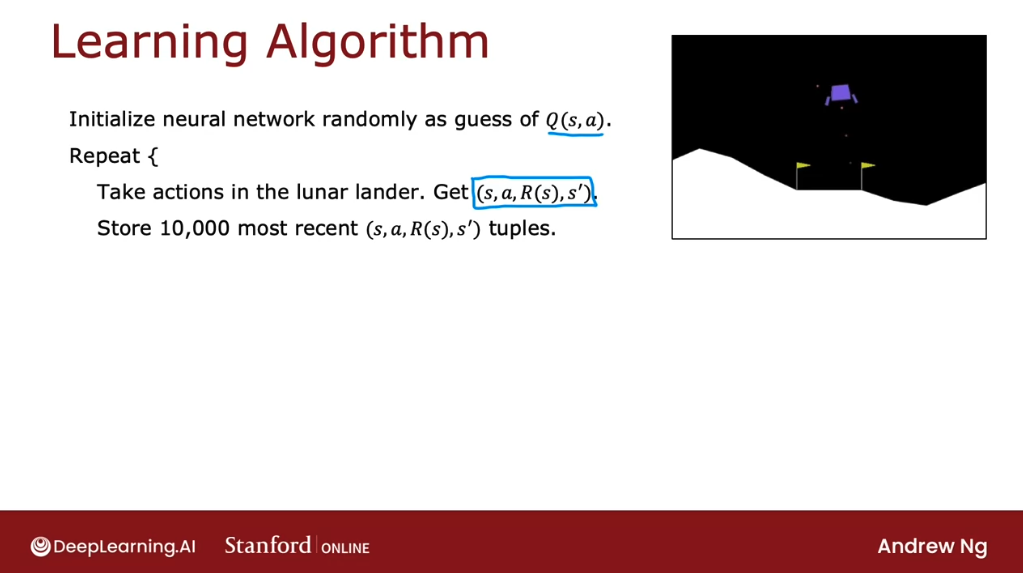 Learning Algorithm
Initialize neural network randomly as guess of Q(s, a).
Repeat {
Take actions in the lunar lander. Get (s, a, R(s), s′).
Store 10,000 most recent (s, a, R(s), s′) tuples.
DeepLearning.AI
Stanford | ONLINE
Andrew Ng